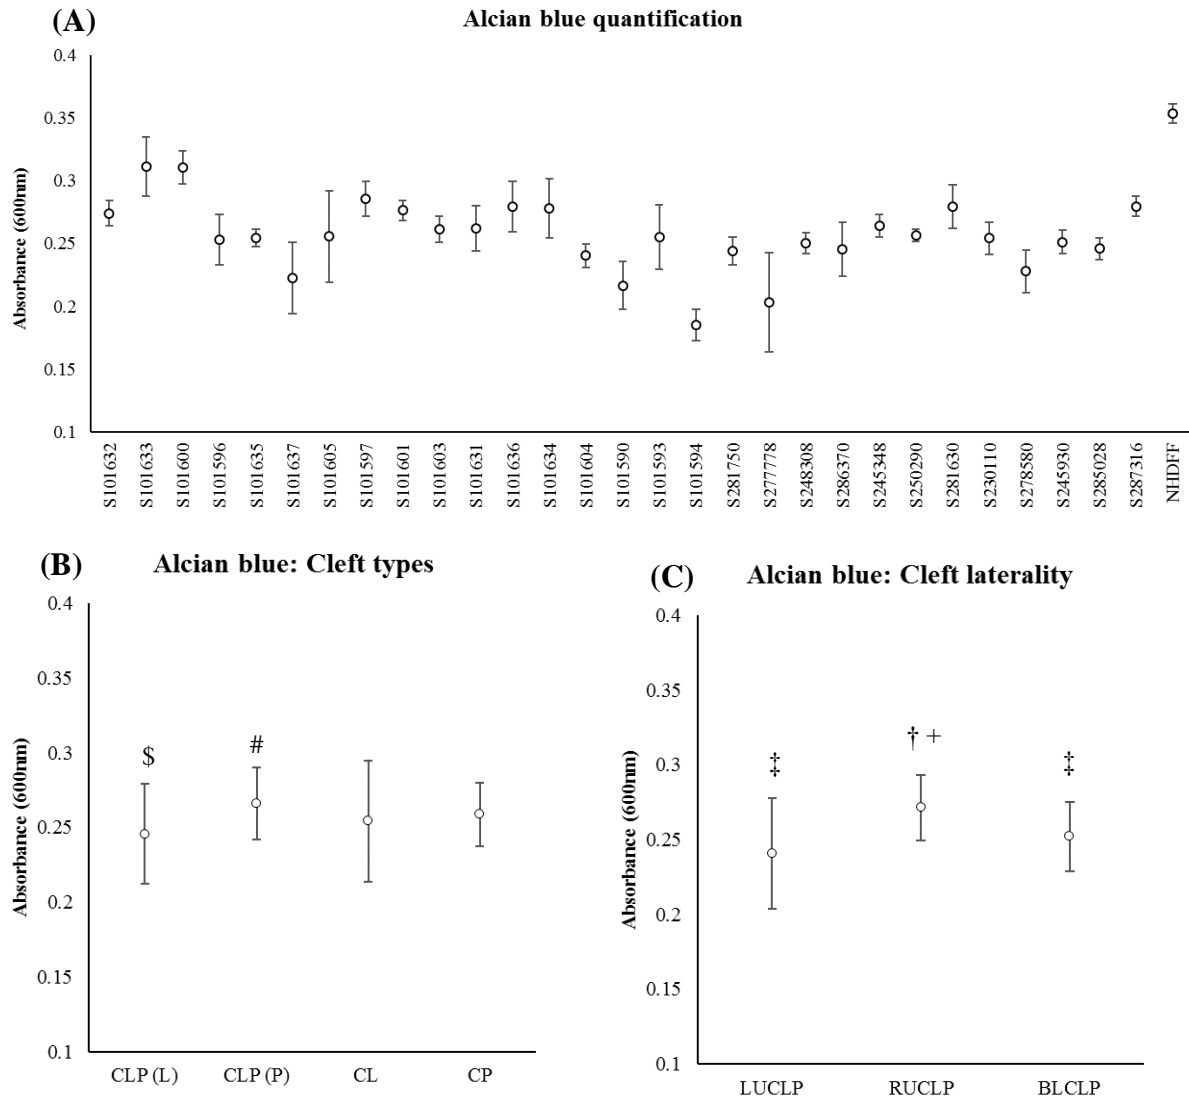 (A)
Alcian blue quantification
Absorbance (600nm)
0.4
0.35
0.3
0.25
0.2
0.15
0.1
S101632
S101633
S101600
S101596
S101635
S101637
S101605
S101597
S101601
S101603
S101631
S101636
S101634
S101604
S101590
S101593
S101594
S281750
S277778
S248308
S286370
S245348
S250290
S281630
S230110
S278580
S245930
S285028
S287316
NHDFF
(B)
Alcian blue: Cleft types
Absorbance (600nm)
0.4
0.35
0.3
0.25
0.2
0.15
0.1
$
#
CLP (L)
CLP (P)
CL
CP
(C)
Alcian blue: Cleft laterality
Absorbance (600nm)
0.4
0.35
0.3
0.25
0.2
0.15
0.1
‡
† +
‡
LUCLP
RUCLP
BLCLP